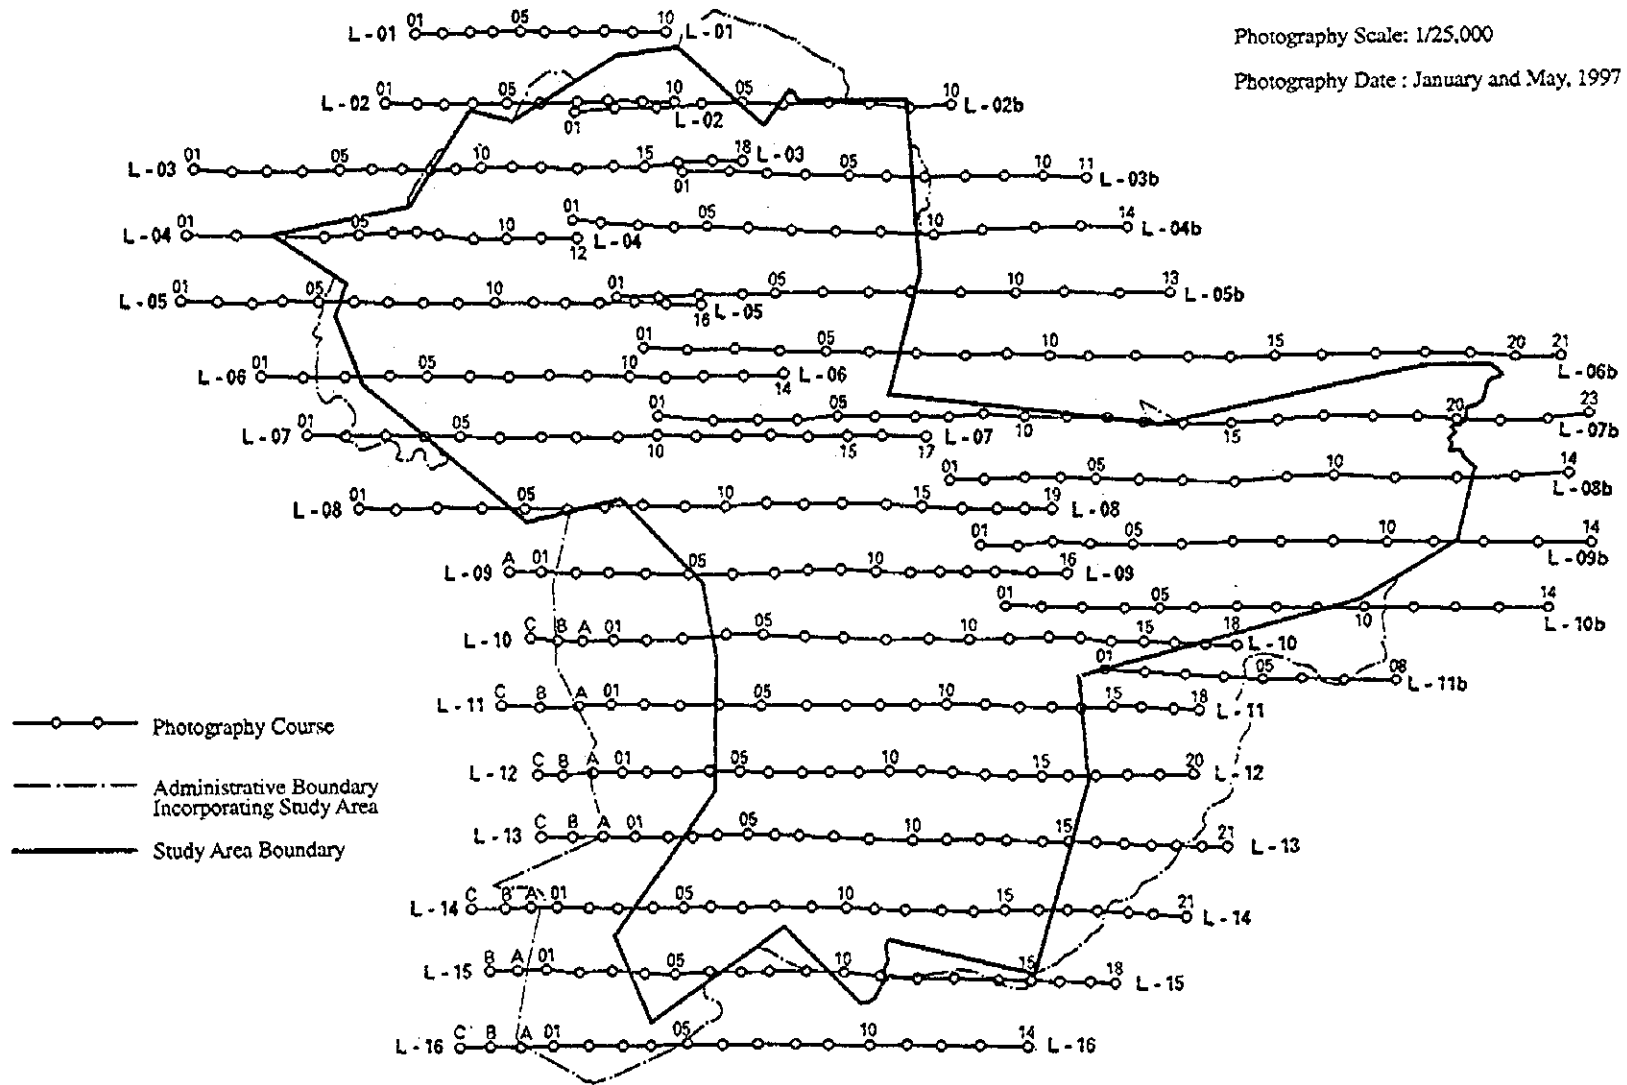 Photography Scale: 1/25,000
Photography Date : January and May, 1997
01 05 10
L - 01 L - 01
01 05 10 05 10
L - 02 L - 02b
01 L - 02
01 05 10 15 18
L - 03 L - 03
01 05 10 11
L - 03b
01 05 10
L - 04 12
01 05 10 14
L - 04 L - 04b
01 05 10
L - 05 16 L - 05
01 05 10 13
L - 05b
01 05 10 15 20 21
L - 06b
01 05 10
L - 06 14 L - 06
01 05 10 15 20 23
L - 07b
01 05
L - 07 10 15 17 L - 07
01 05 10 14
L - 08b
01 05 10 15 19
L - 08 L - 08
01 05 10 14
L - 09b
A 01 05 10 16
L - 09 L - 09
01 05 10 14
L - 10b
C B A 01 05 10 15 18
L - 10 L - 10
01 05 08
L - 11b
C B A 01 05 10 15 18
L - 11 L - 11
Photography Course
C B A 01 05 10 15 20
L - 12 L - 12
Administrative Boundary
Incorporating Study Area
C B A 01 05 10 15 21
L - 13 L - 13
Study Area Boundary
C B A 01 05 10 15 21
L - 14 L - 14
B A 01 05 10 15 18
L - 15 L - 15
C B A 01 05 10 14
L - 16 L - 16